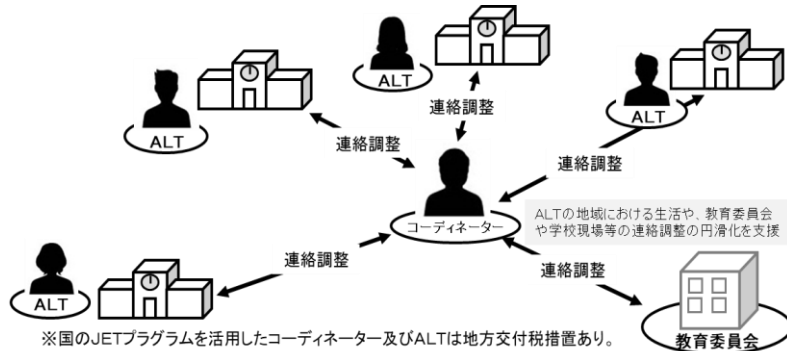 ALT
連絡調整
ALT
連絡調整
ALT
連絡調整
コーディネーター
ALTの地域における生活や、教育委員会
や学校現場等の連絡調整の円滑化を支援
ALT
連絡調整
連絡調整
教育委員会
※国のJETプログラムを活用したコーディネーター及びALTは地方交付税措置あり。